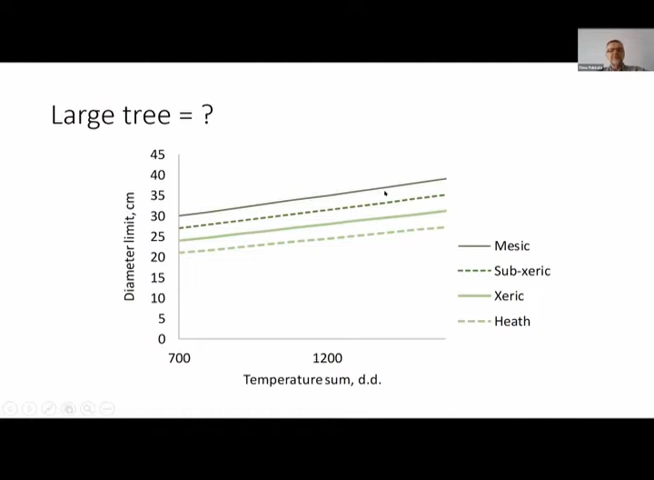 Large tree = ?
45
40
35
30
25
20
15
10
5
0
Diameter limit, cm
700
1200
Temperature sum, d.d.
Mesic
Sub-xeric
Xeric
Heath